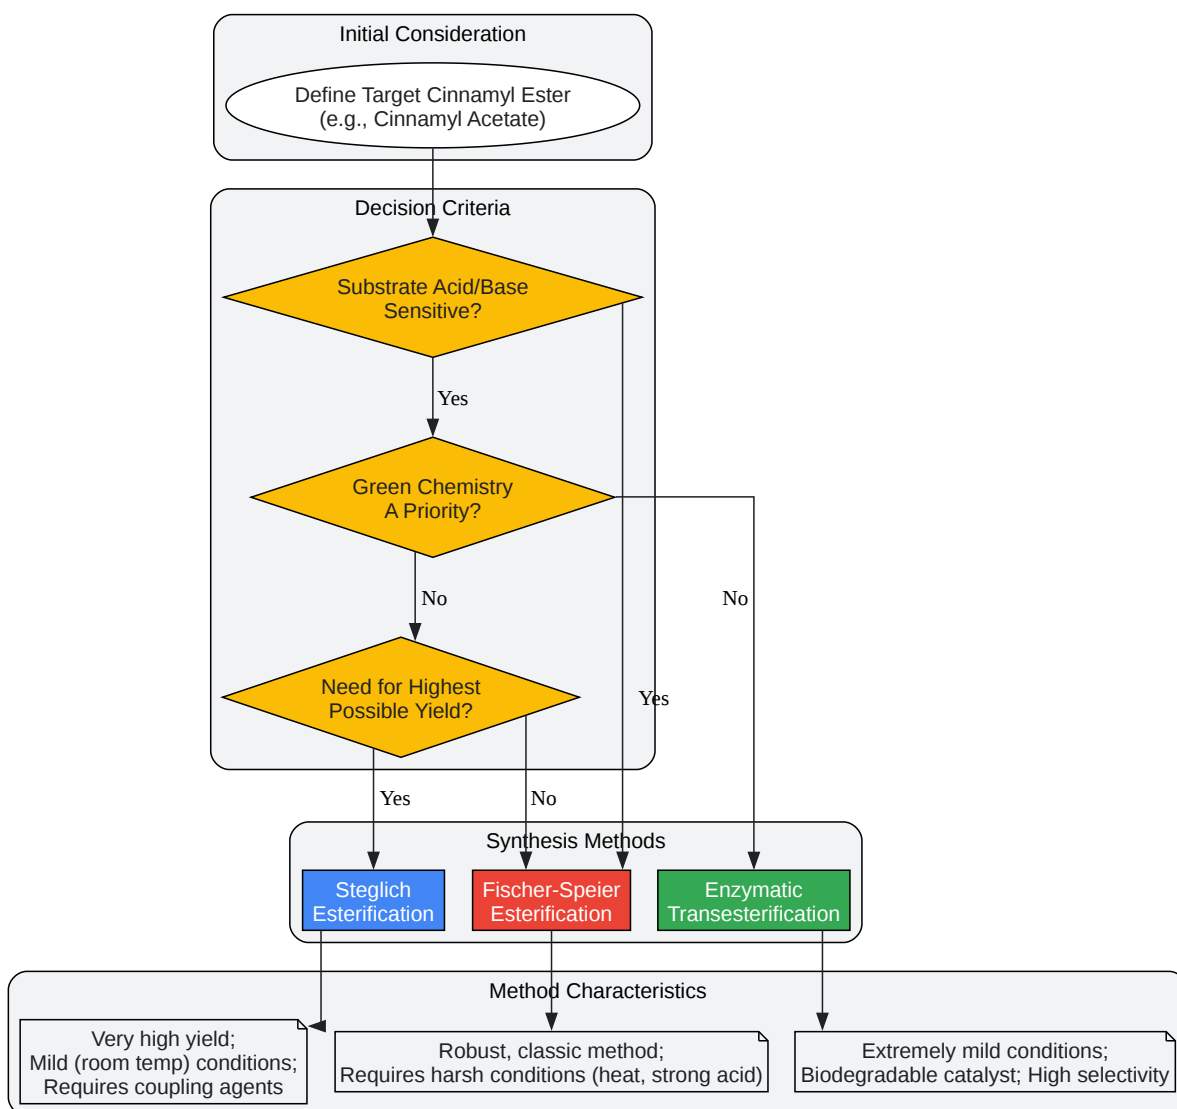 Initial Consideration
Define Target Cinnamyl Ester
(e.g., Cinnamyl Acetate)
Decision Criteria
Substrate Acid/Base
Sensitive?
Yes
Green Chemistry
A Priority?
No
No
Need for Highest
Possible Yield?
Yes
Yes
No
Synthesis Methods
Steglich
Esterification
Fischer-Speier
Esterification
Enzymatic
Transesterification
Method Characteristics
Very high yield;
Mild (room temp) conditions;
Requires coupling agents
Robust, classic method;
Requires harsh conditions (heat, strong acid)
Extremely mild conditions;
Biodegradable catalyst; High selectivity